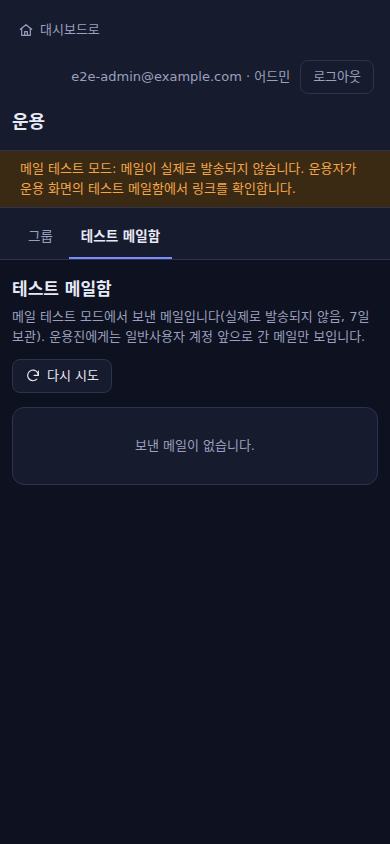 대시보드로
e2e-admin@example.com · 어드민
로그아웃
운용
메일 테스트 모드: 메일이 실제로 발송되지 않습니다. 운용자가
운용 화면의 테스트 메일함에서 링크를 확인합니다.
그룹
테스트 메일함
테스트 메일함
메일 테스트 모드에서 보낸 메일입니다(실제로 발송되지 않음, 7일
보관). 운용진에게는 일반사용자 계정 앞으로 간 메일만 보입니다.
다시 시도
보낸 메일이 없습니다.